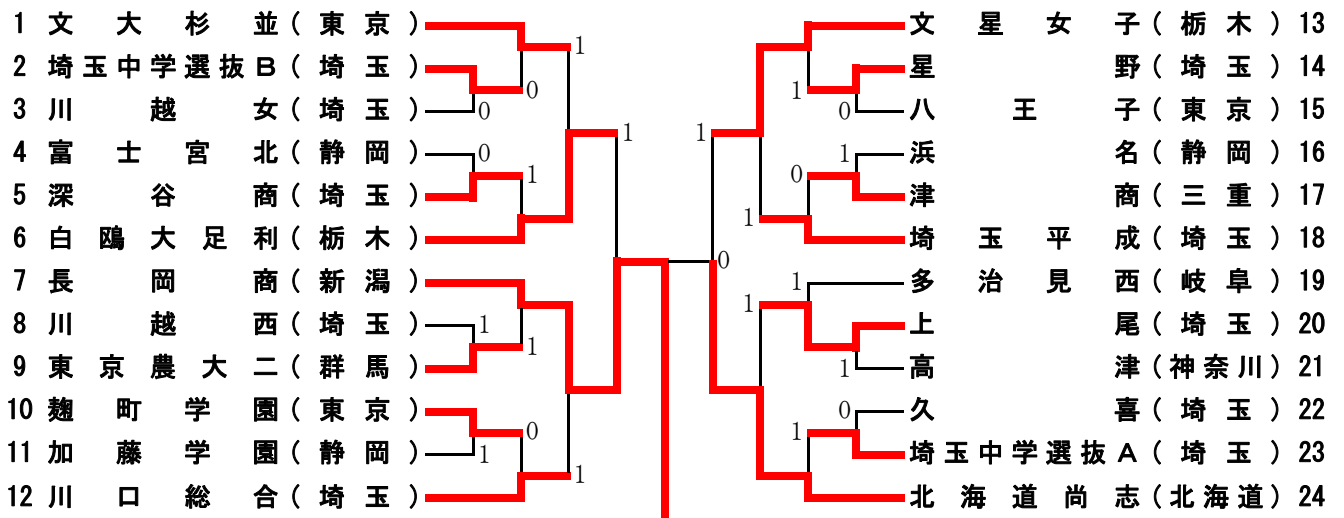 1 文大杉並(東京)
2 埼玉中学選抜B(埼玉)
3 川越女(埼玉)
4 富士宮北(静岡)
5 深谷商(埼玉)
6 白鴎大足利(栃木)
7 長岡商(新潟)
8 川越西(埼玉)
9 東京農大二(群馬)
10 麹町学園(東京)
11 加藤学園(静岡)
12 川口総合(埼玉)
1
0
0
0
1
1
1
1
0
1
1
1
1
0
1
0
1
0
1
1
1
1
0
1
文星女子(栃木) 13
星野(埼玉) 14
八王子(東京) 15
浜名(静岡) 16
津商(三重) 17
埼玉平成(埼玉) 18
多治見西(岐阜) 19
上尾(埼玉) 20
高津(神奈川) 21
久喜(埼玉) 22
埼玉中学選抜A(埼玉) 23
北海道尚志(北海道) 24